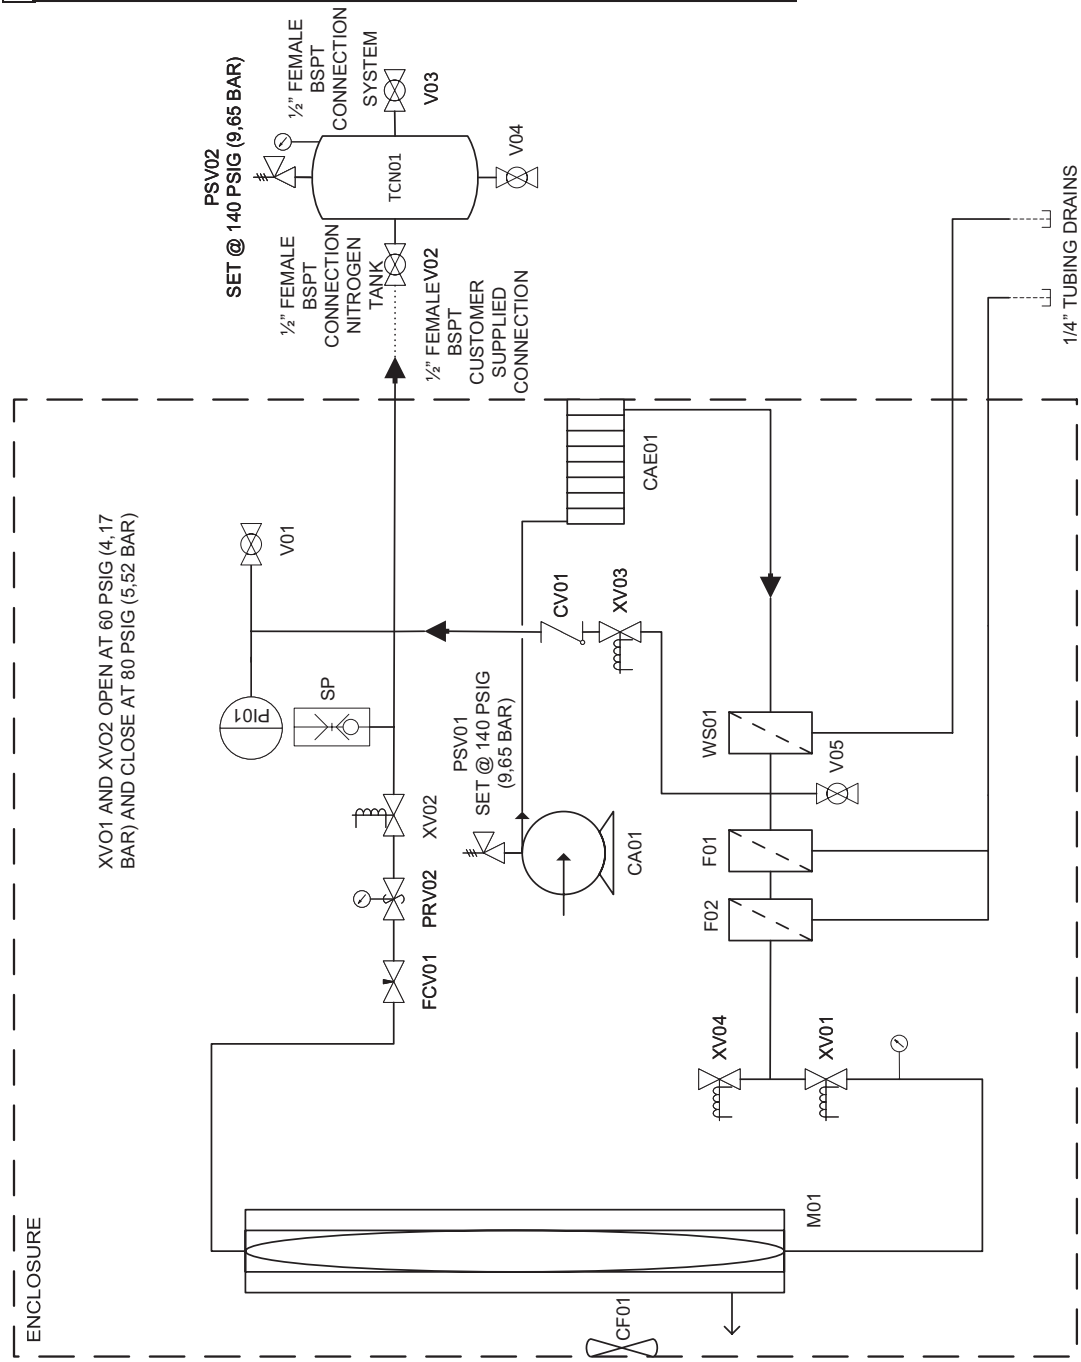 ENCLOSURE
XVO1 AND XVO2 OPEN AT 60 PSIG (4,17
BAR) AND CLOSE AT 80 PSIG (5,52 BAR)
PSV02
SET @ 140 PSIG (9,65 BAR)
½” FEMALE
BSPT
CONNECTION
SYSTEM
V03
TCN01
V04
½” FEMALE
BSPT
CONNECTION
NITROGEN
TANK
V02
½” FEMALE
BSPT
CUSTOMER
SUPPLIED
CONNECTION
V01
PI01
SP
XV02
PRV02
FCV01
CV01
XV03
PSV01
SET @ 140 PSIG
(9,65 BAR)
CA01
CAE01
WS01
V05
F01
F02
XV04
XV01
M01
CF01
1/4” TUBING DRAINS